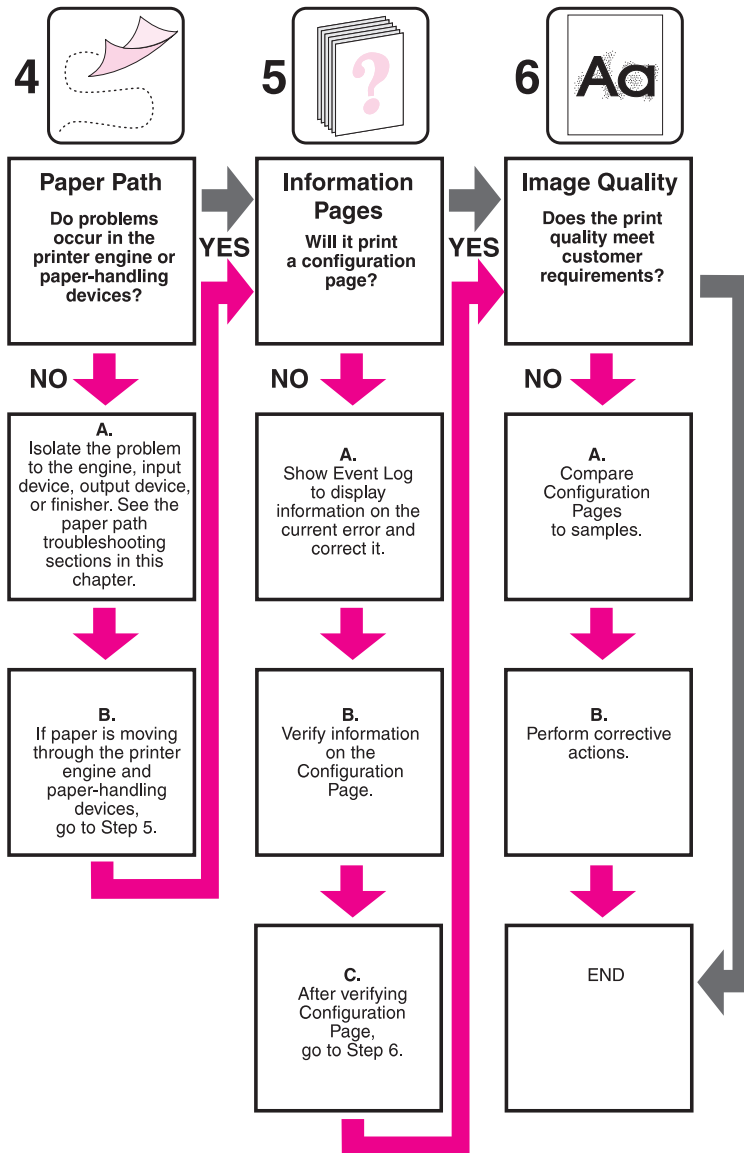 4
5
?
6
Aa
Paper Path
Do problems
occur in the
printer engine or
paper-handling
devices?
YES
NO
A.
Isolate the problem
to the engine, input
device, output device,
or finisher. See the
paper path
troubleshooting
sections in this
chapter.
B.
If paper is moving
through the printer
engine and
paper-handling
devices,
go to Step 5.
Information
Pages
Will it print
a configuration
page?
YES
NO
A.
Show Event Log
to display
information on the
current error and
correct it.
B.
Verify information
on the
Configuration
Page.
C.
After verifying
Configuration
Page,
go to Step 6.
Image Quality
Does the print
quality meet
customer
requirements?
NO
A.
Compare
Configuration
Pages
to samples.
B.
Perform corrective
actions.
END